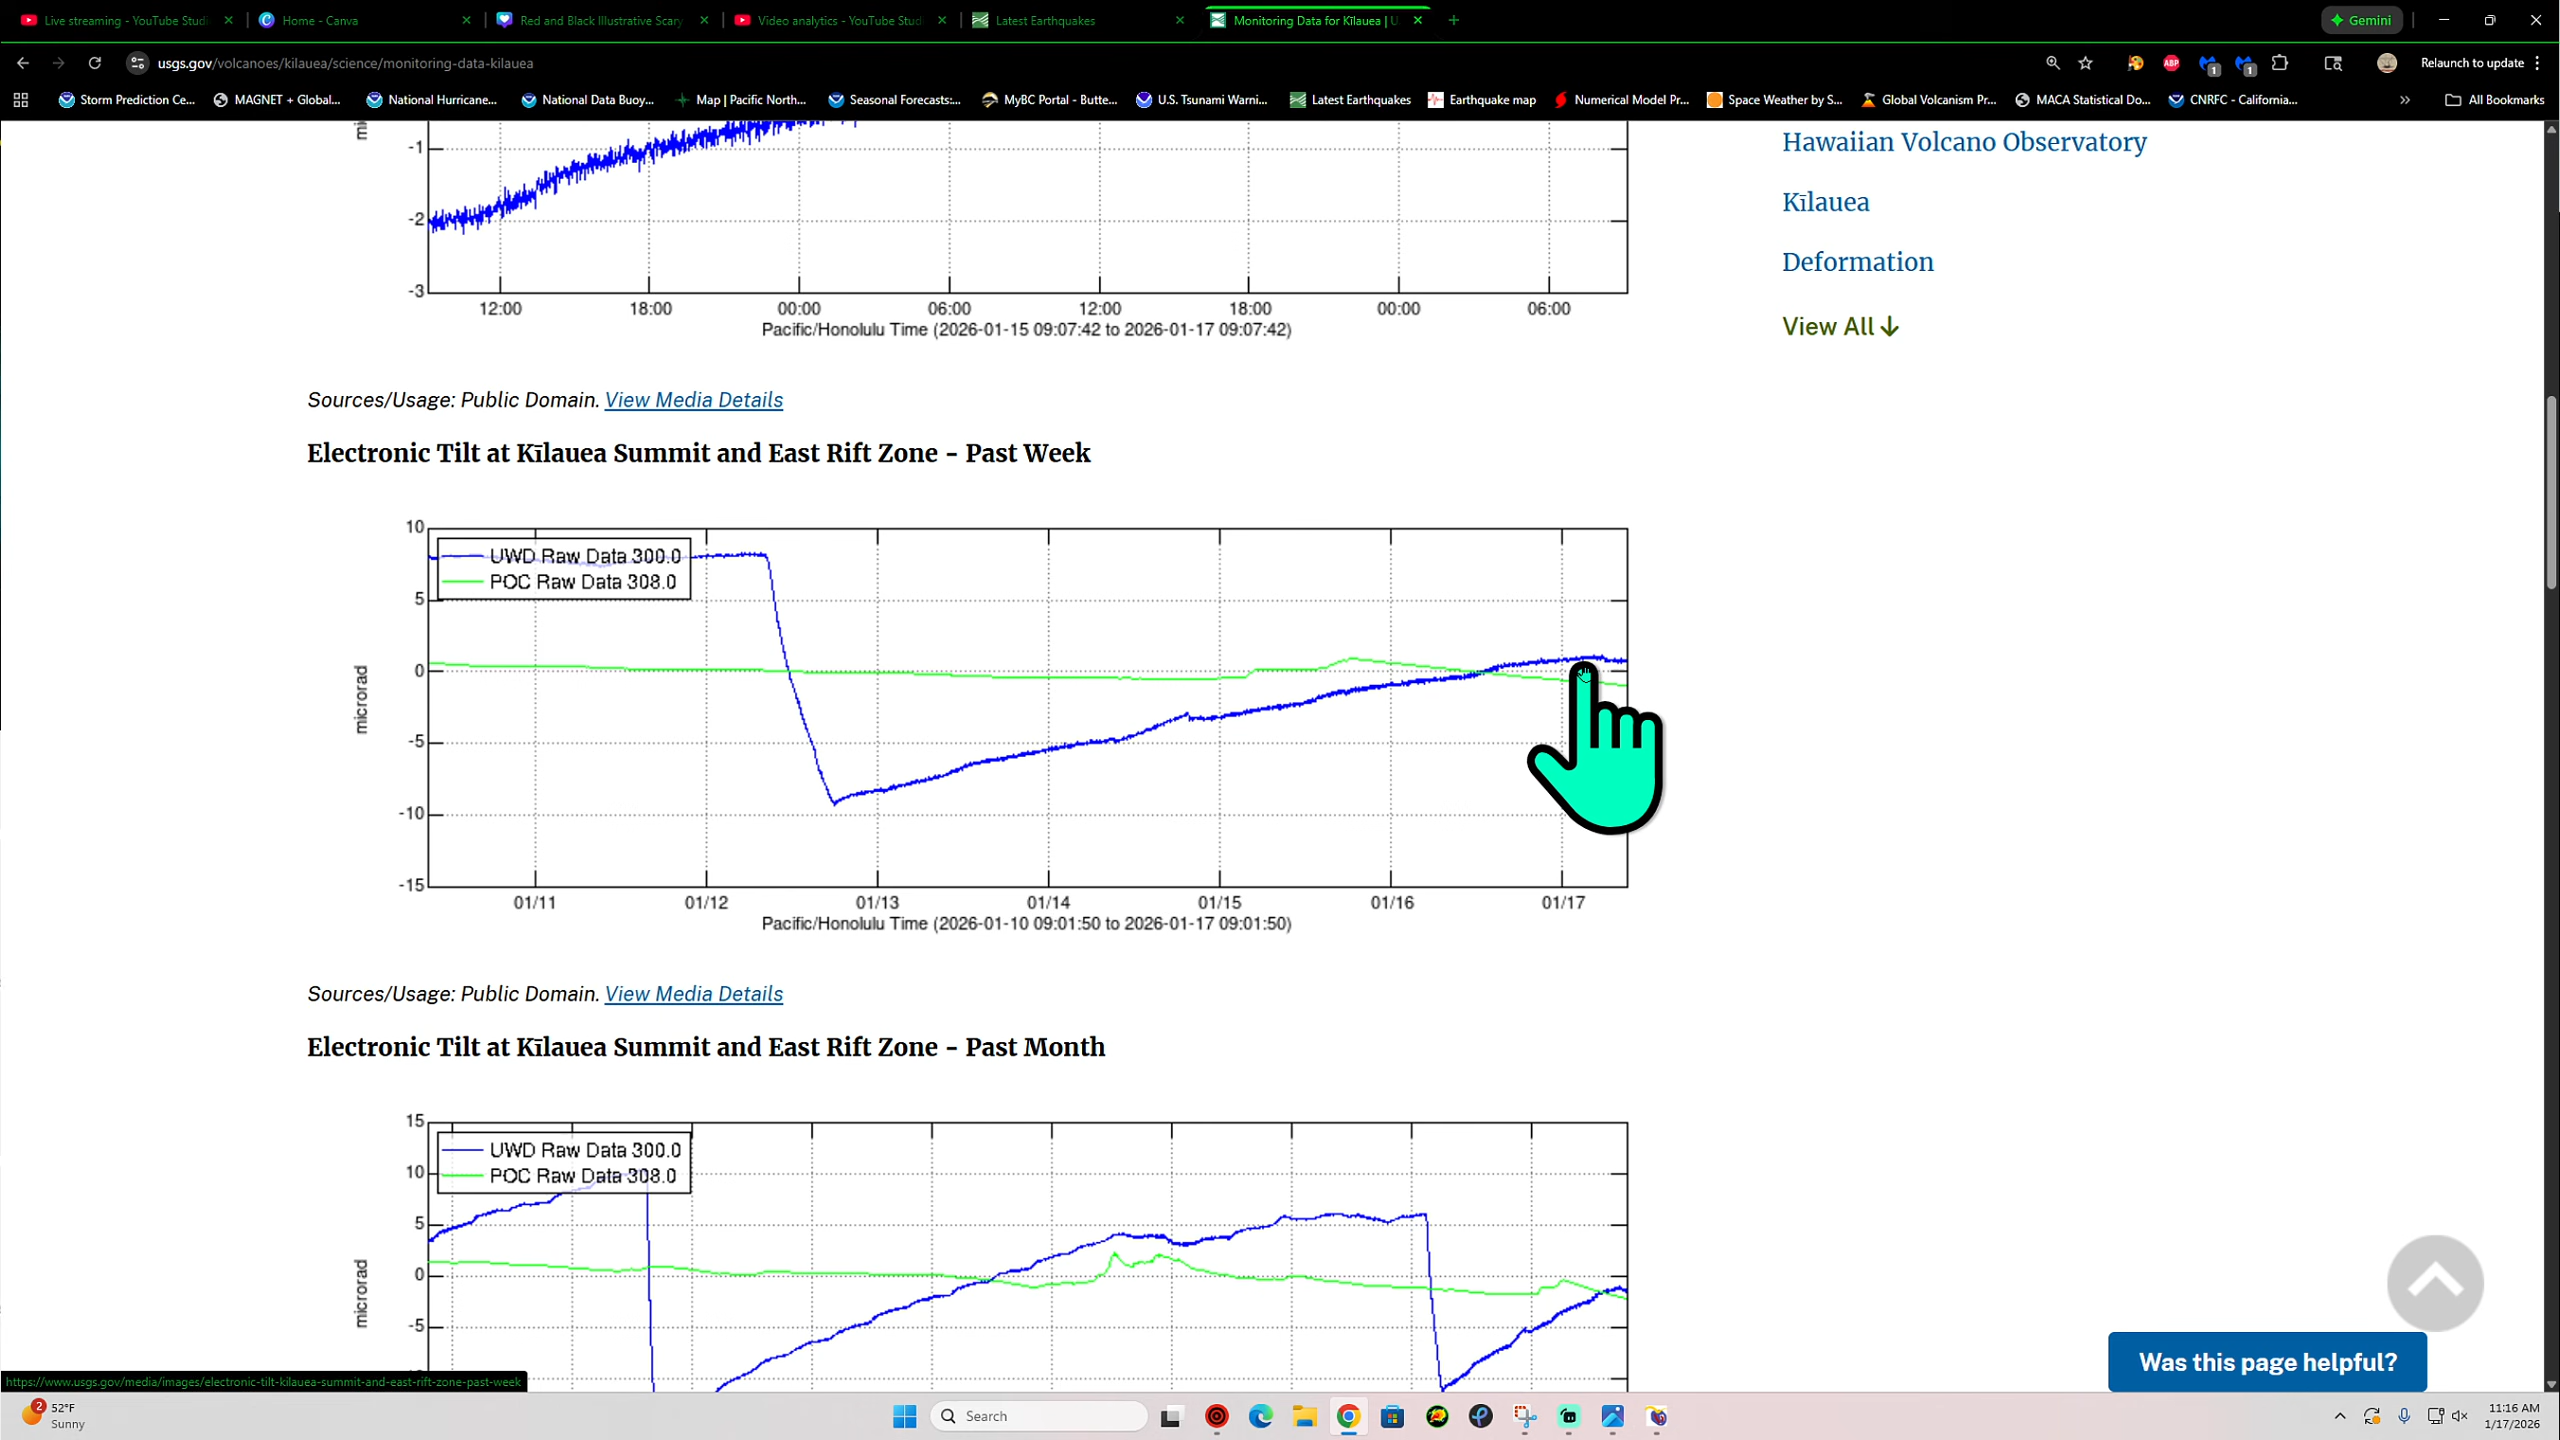 Live streaming - YouTube Studi
Home - Canva
Red and Black Illustrative Scary
Video analytics - YouTube Studi
Latest Earthquakes
Monitoring Data for Kīlauea | U
Gemini
usgs.gov/volcanoes/kilauea/science/monitoring-data-kilauea
ABP
1
1
Relaunch to update
Storm Prediction Ce...
MAGNET + Global...
National Hurricane...
National Data Buoy...
Map | Pacific North...
Seasonal Forecasts:...
MyBC Portal - Butte...
U.S. Tsunami Warni...
Latest Earthquakes
Earthquake map
Numerical Model Pr...
Space Weather by S...
Global Volcanism Pr...
MACA Statistical Do...
CNRFC - California...
All Bookmarks
-1
-2
-3
12:00 18:00 00:00 06:00 12:00 18:00 00:00 06:00
Pacific/Honolulu Time (2026-01-15 09:07:42 to 2026-01-17 09:07:42)
Hawaiian Volcano Observatory
Kīlauea
Deformation
View All
Sources/Usage: Public Domain. View Media Details
Electronic Tilt at Kīlauea Summit and East Rift Zone - Past Week
UWD Raw Data 300.0
POC Raw Data 308.0
10
5
0
-5
-10
-15
microrad
01/11 01/12 01/13 01/14 01/15 01/16 01/17
Pacific/Honolulu Time (2026-01-10 09:01:50 to 2026-01-17 09:01:50)
Sources/Usage: Public Domain. View Media Details
Electronic Tilt at Kīlauea Summit and East Rift Zone - Past Month
UWD Raw Data 300.0
POC Raw Data 308.0
15
10
5
0
-5
microrad
Was this page helpful?
https://www.usgs.gov/media/images/electronic-tilt-kilauea-summit-and-east-rift-zone-past-week
2
52°F
Sunny
Search
11:16 AM
1/17/2026